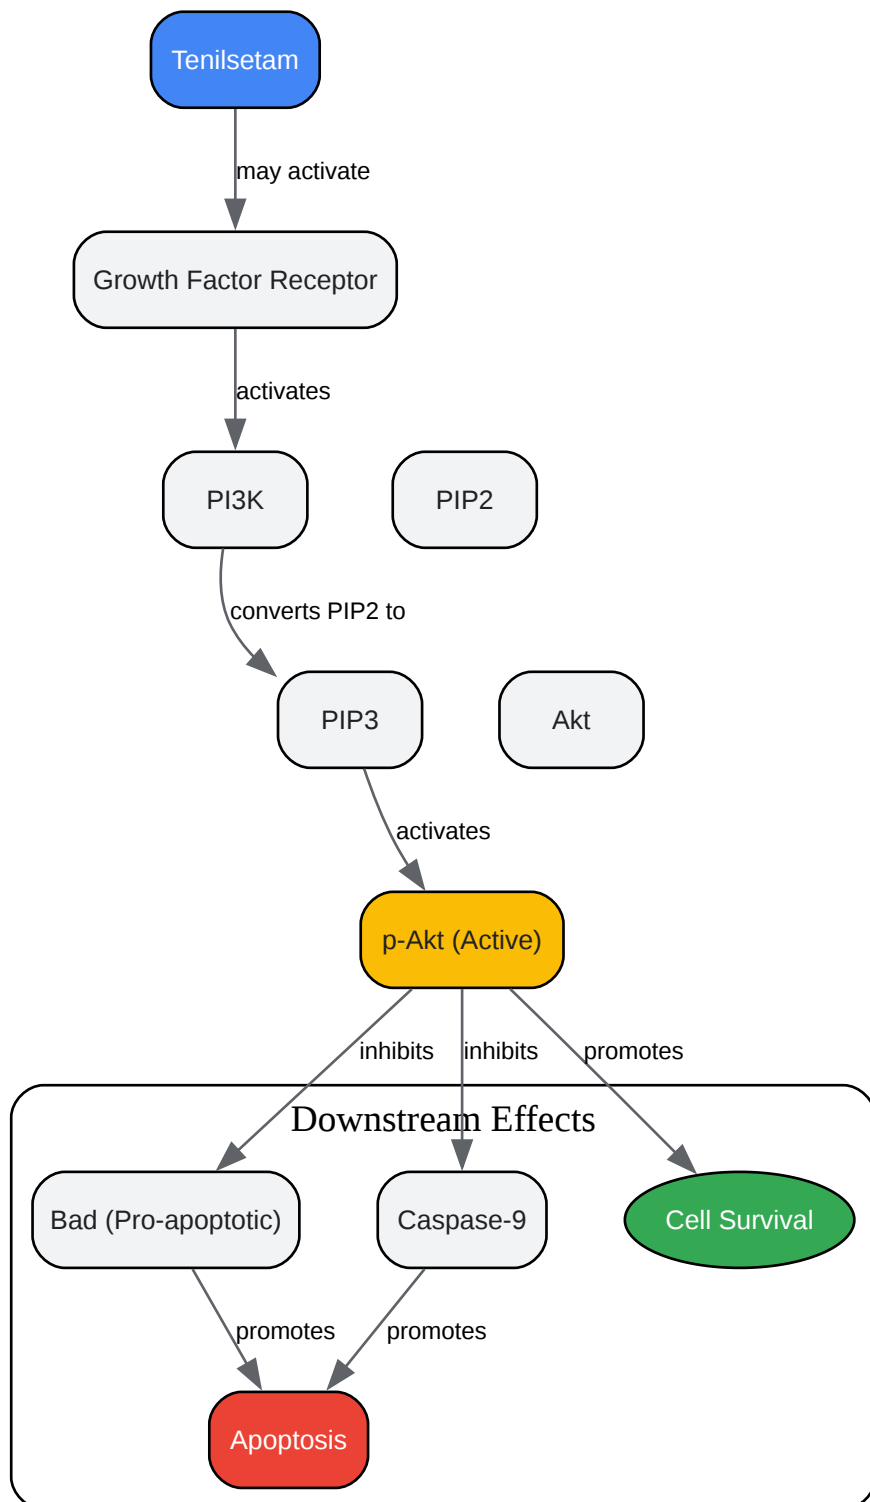 Tenilsetam
may activate
Growth Factor Receptor
activates
PI3K
PIP2
converts PIP2 to
PIP3
Akt
activates
p-Akt (Active)
inhibits
inhibits
promotes
Downstream Effects
Bad (Pro-apoptotic)
Caspase-9
Cell Survival
promotes
promotes
Apoptosis